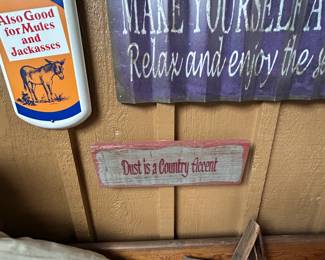 Also Good
for Mules
and
Jackasses
MAKE YOURSELF A
Relax and enjoy the
Dust is a Country Accent